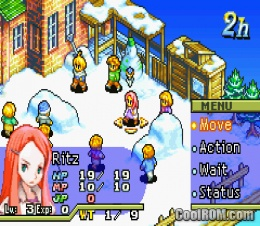 2h
MENU
Move
Action
Wait
Status
Ritz
HP 19 / 19
MP 10 / 10
JP 0
Lv. 3 Exp: 0 WT 1 / 9
CoolROM.com